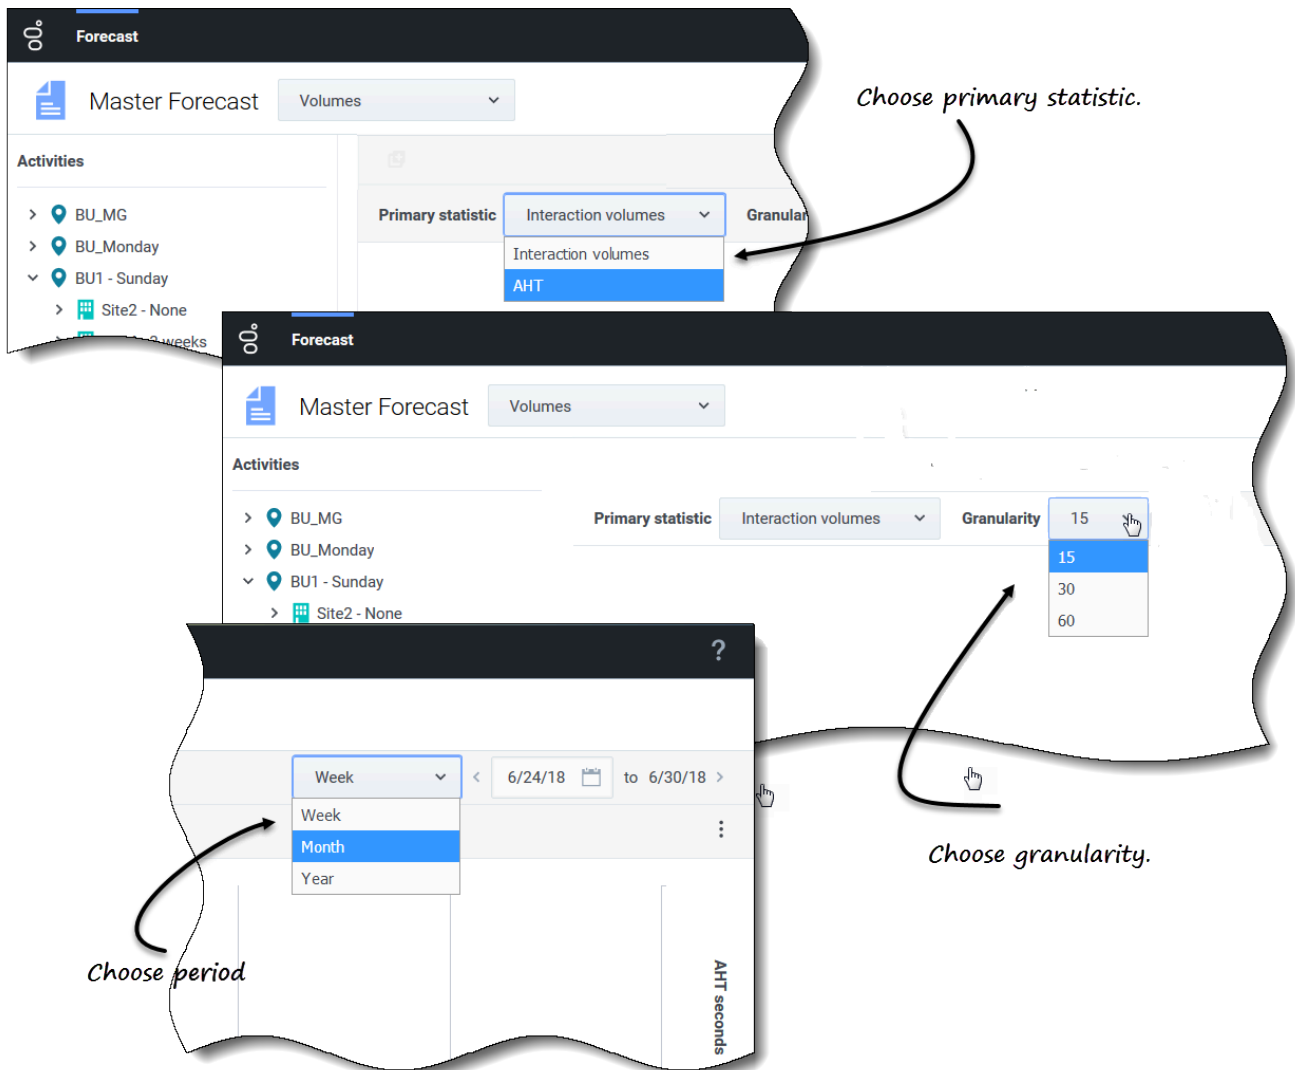 Forecast
Master Forecast Volumes
Choose primary statistic.
Activities
BU_MG
Primary statistic Interaction volumes Granular
BU_Monday
Interaction volumes
BU1 - Sunday
AHT
Site2 - None
2 weeks
Forecast
Master Forecast Volumes
Activities
BU_MG
Primary statistic Interaction volumes Granularity 15
BU_Monday
15
BU1 - Sunday
30
Site2 - None
60
?
Week 6/24/18 to 6/30/18
Week
Month
Year
Choose granularity.
Choose period
AHT seconds